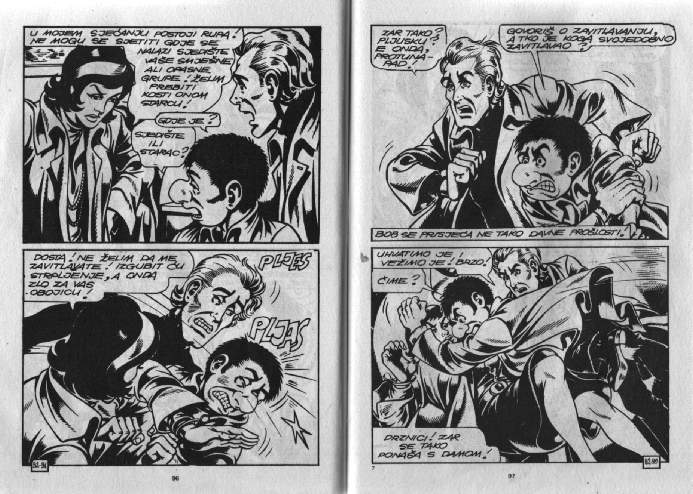 U MOJEM SJEĆANJU POSTOJI RUPA!
NE MOGU SE SJETITI GDJE SE
NALAZI SJEDIŠTE
VAŠE SMJEŠNE,
ALI OPASNE,
GRUPE! ŽELIM
PREBITI
KOSTI ONOM
STARCU!
GDJE JE?
SJEDIŠTE
ILI
STARAC?
DOSTA! NE ŽELIM DA ME
ZAVITLAVATE! IZGUBIT ĆU
STRPLJENJE, A ONDA
ZLO ZA VAS
OBOJICU!
PLJES
PLJAS
96
ZAR TAKO?
PLJUSKU?
E ONDA,
PROTUNA-
PAD!
GOVORIŠ O ZAVITLAVANJU,
A TKO JE KOGA SVOJEDOBNO
ZAVITLAVAO?
BOB SE PRISJEĆA NE TAKO DAVNE PROŠLOSTI!
UHVATIMO JE I
VEŽIMO JE! BRZO!
ČIME?
DRZNICI! ZAR
SE TAKO
PONAŠA S DAMOM!
7
97